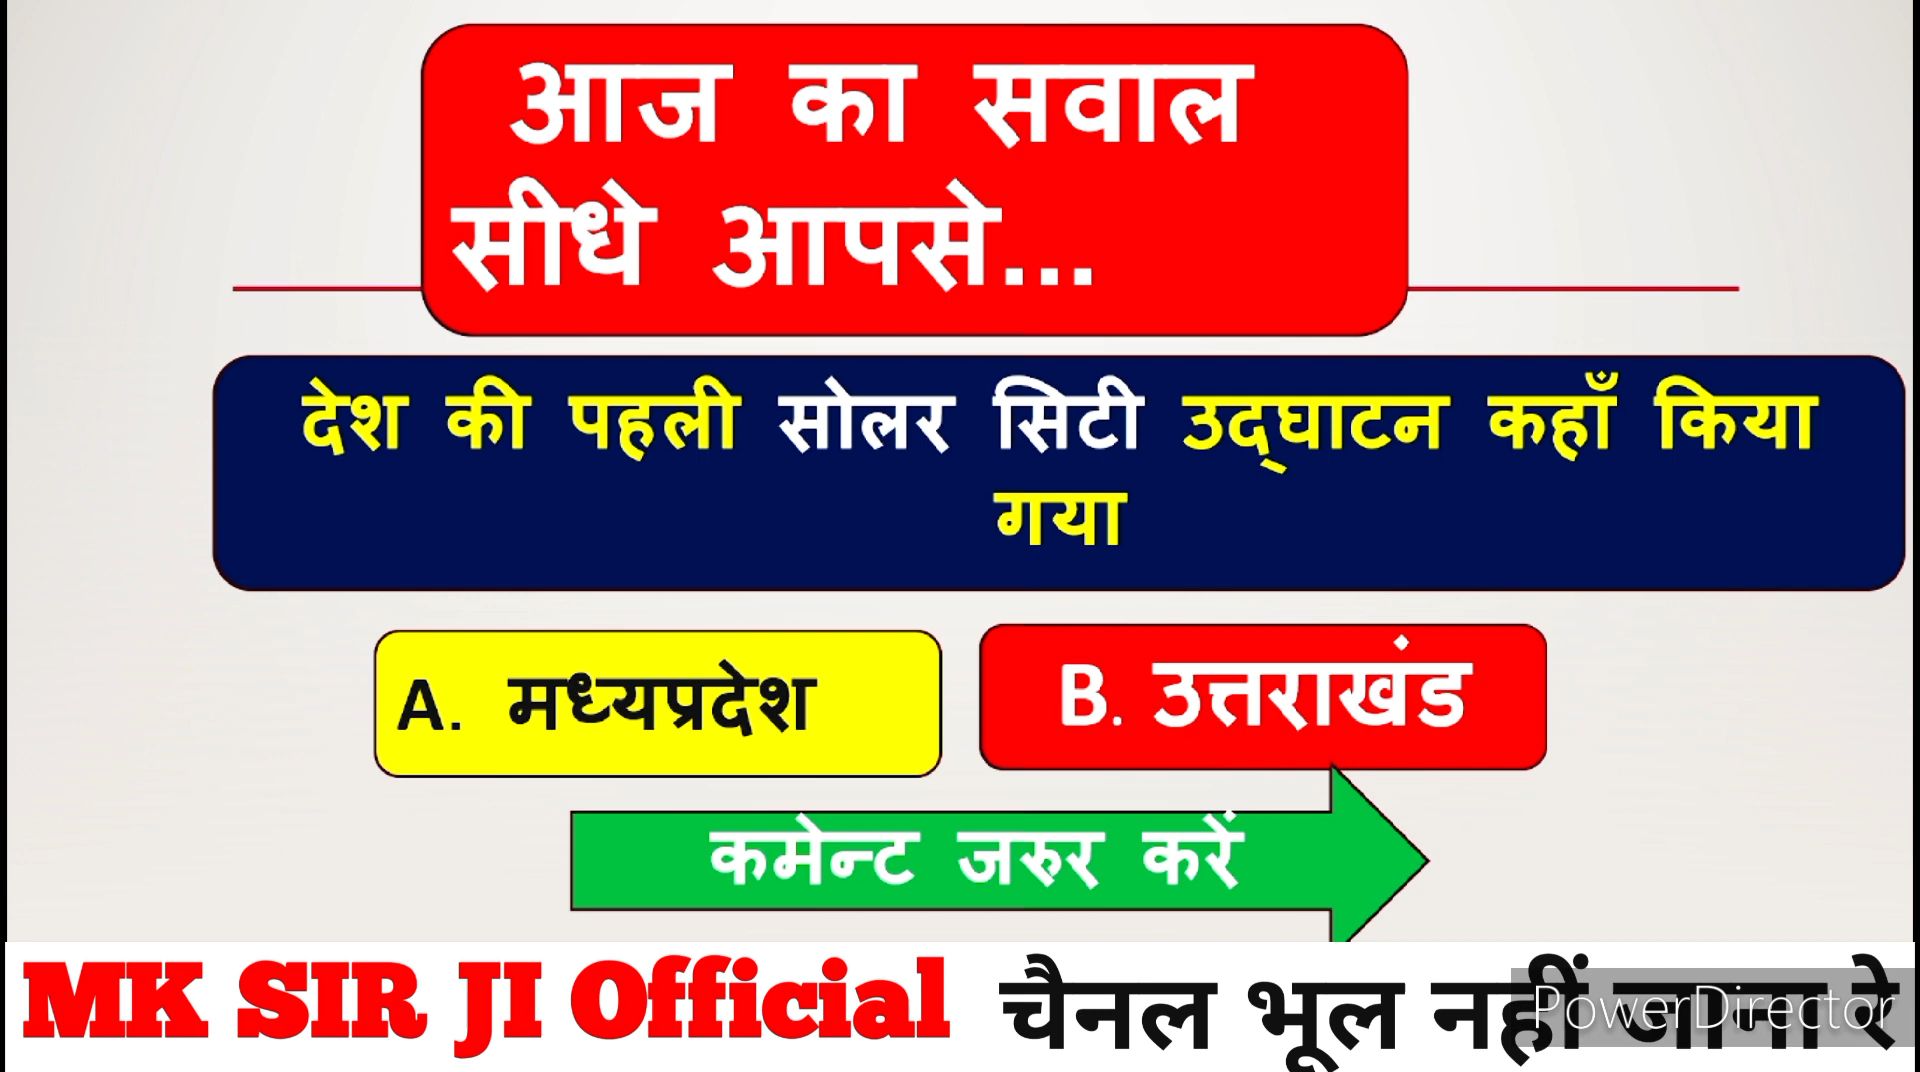 आज का सवाल
सीधे आपसे...
देश की पहली सोलर सिटी उद्घाटन कहाँ किया
गया
A. मध्यप्रदेश
B. उत्तराखंड
कमेन्ट जरुर करें
MK SIR JI Official चैनल भूल नहीं जाना रे
PowerDirector